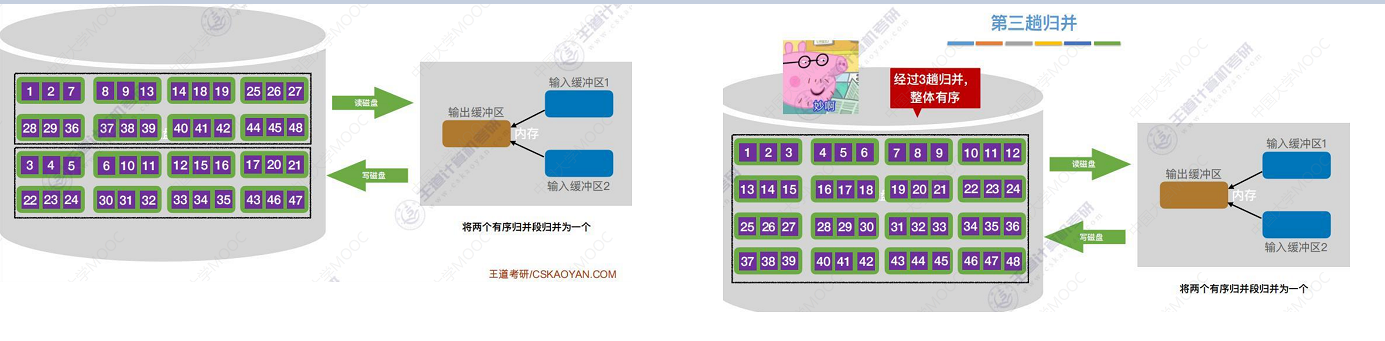 1 2 7 8 9 13 14 18 19 25 26 27
28 29 36 37 38 39 40 41 42 44 45 48
3 4 5 6 10 11 12 15 16 17 20 21
22 23 24 30 31 32 33 34 35 43 46 47
读磁盘
写磁盘
输入缓冲区1
输出缓冲区
内存
输入缓冲区2
将两个有序归并段归并为一个
王道考研/CSKAOYAN.COM
第三趟归并
妙啊
经过3趟归并，
整体有序
1 2 3 4 5 6 7 8 9 10 11 12
13 14 15 16 17 18 19 20 21 22 23 24
25 26 27 28 29 30 31 32 33 34 35 36
37 38 39 40 41 42 43 44 45 46 47 48
读磁盘
写磁盘
输入缓冲区1
输出缓冲区
内存
输入缓冲区2
将两个有序归并段归并为一个
王道计算机考研
中国大学MOOC